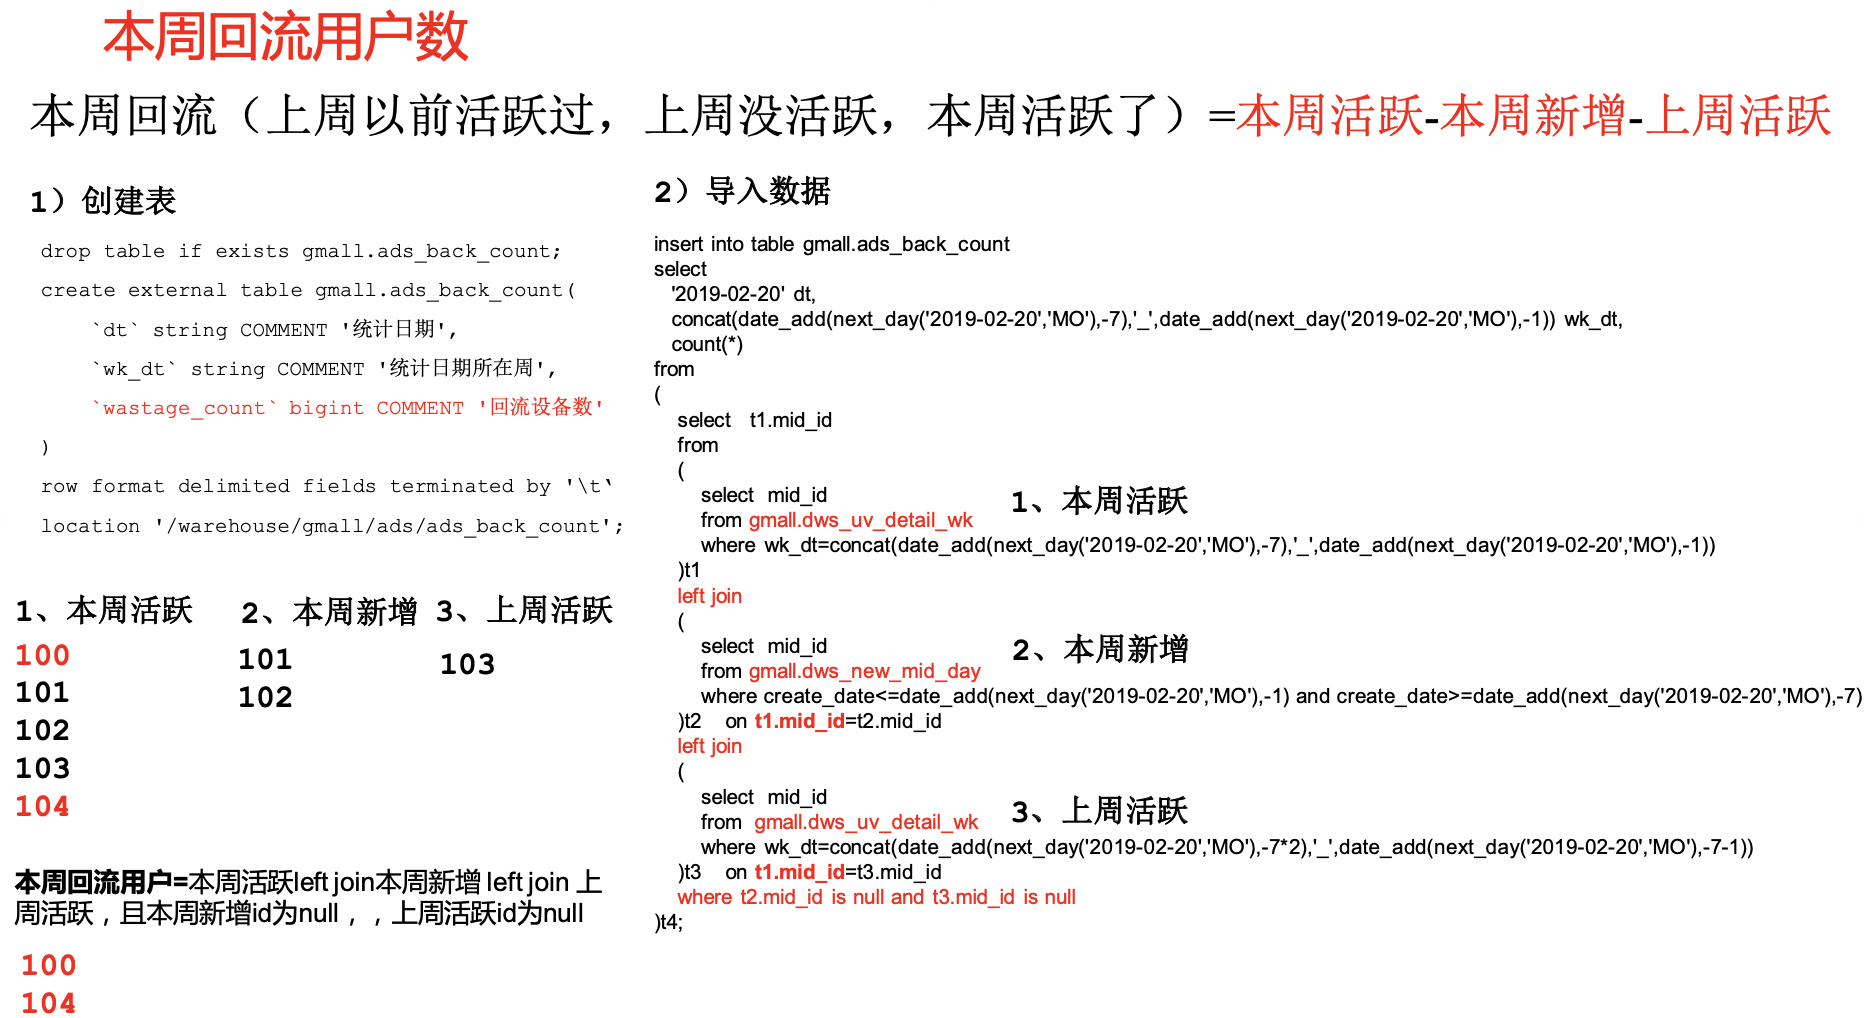 本周回流用户数
本周回流（上周以前活跃过，上周没活跃，本周活跃了）=本周活跃-本周新增-上周活跃
1）创建表
drop table if exists gmall.ads_back_count;
create external table gmall.ads_back_count(
`dt` string COMMENT '统计日期',
`wk_dt` string COMMENT '统计日期所在周',
`wastage_count` bigint COMMENT '回流设备数'
)
row format delimited fields terminated by '\t‘
location '/warehouse/gmall/ads/ads_back_count';
1、本周活跃
100
101
102
103
104
2、本周新增
101
102
3、上周活跃
103
本周回流用户=本周活跃left join本周新增 left join 上
周活跃，且本周新增id为null，，上周活跃id为null
100
104
2）导入数据
insert into table gmall.ads_back_count
select
'2019-02-20' dt,
concat(date_add(next_day('2019-02-20','MO'),-7),'_',date_add(next_day('2019-02-20','MO'),-1)) wk_dt,
count(*)
from
(
select t1.mid_id
from
(
select mid_id
from gmall.dws_uv_detail_wk
1、本周活跃
where wk_dt=concat(date_add(next_day('2019-02-20','MO'),-7),'_',date_add(next_day('2019-02-20','MO'),-1))
)t1
left join
(
select mid_id
2、本周新增
from gmall.dws_new_mid_day
where create_date<=date_add(next_day('2019-02-20','MO'),-1) and create_date>=date_add(next_day('2019-02-20','MO'),-7)
)t2 on t1.mid_id=t2.mid_id
left join
(
select mid_id
3、上周活跃
from gmall.dws_uv_detail_wk
where wk_dt=concat(date_add(next_day('2019-02-20','MO'),-7*2),'_',date_add(next_day('2019-02-20','MO'),-7-1))
)t3 on t1.mid_id=t3.mid_id
where t2.mid_id is null and t3.mid_id is null
)t4;